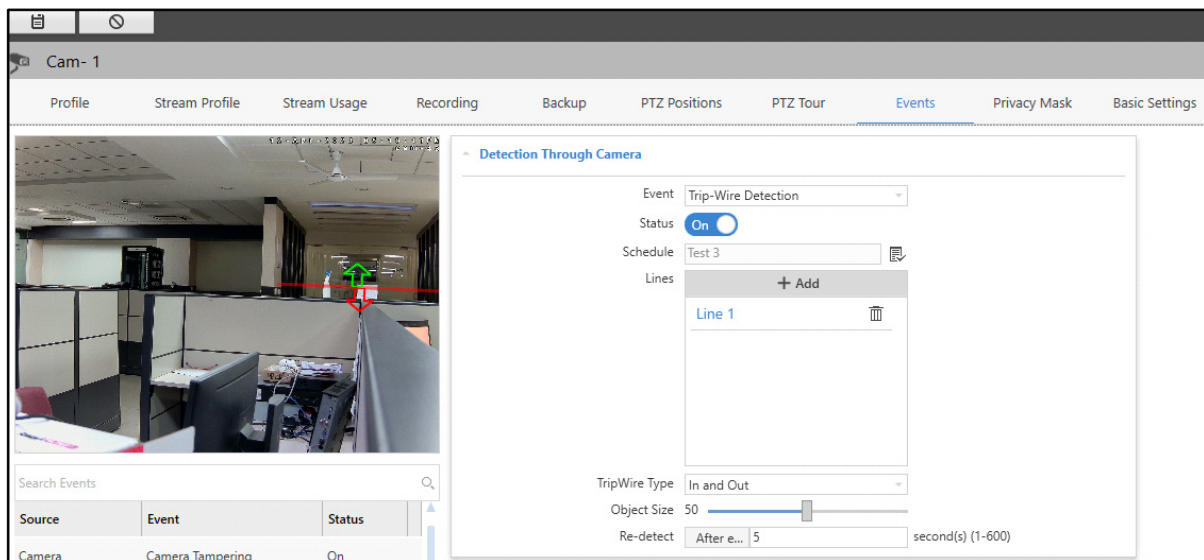 Cam- 1
Profile
Stream Profile
Stream Usage
Recording
Backup
PTZ Positions
PTZ Tour
Events
Privacy Mask
Basic Settings
Detection Through Camera
Event
Trip-Wire Detection
Status
On
Schedule
Test 3
Lines
+ Add
Line 1
TripWire Type
In and Out
Object Size
50
Re-detect
After e...
5
second(s) (1-600)
Search Events
Source
Event
Status
Camera
Camera Tampering
On